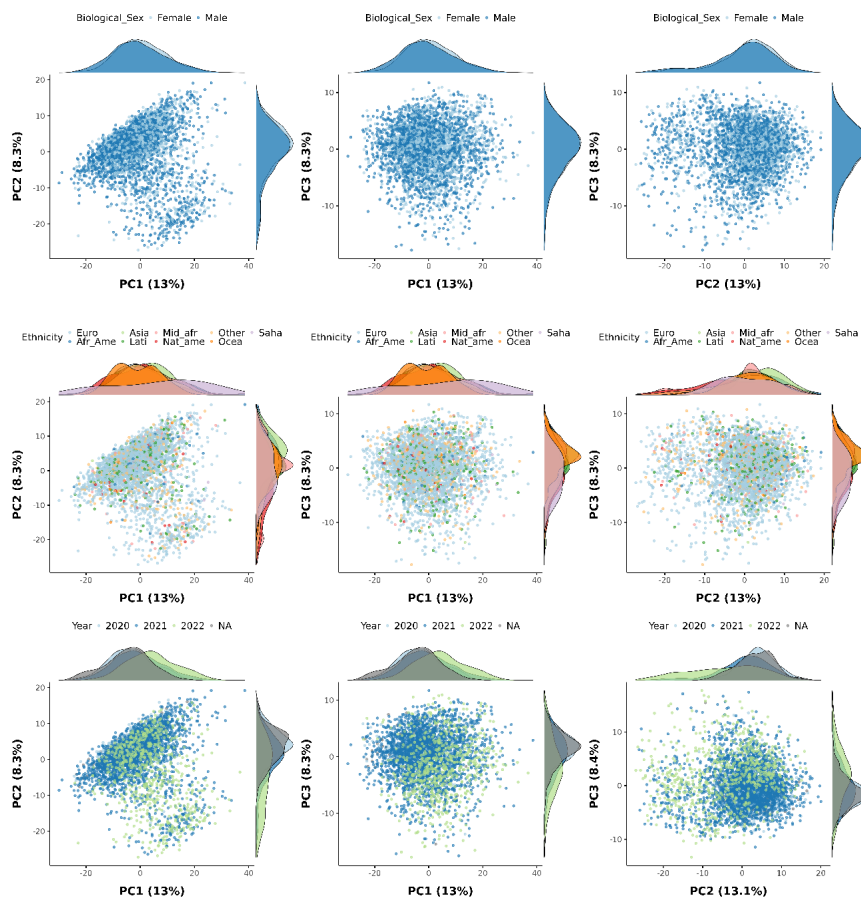 Biological_Sex Female Male
Biological_Sex Female Male
Biological_Sex Female Male
20
10
0
-10
-20
PC2 (8.3%)
-20 0 20 40
PC1 (13%)
10
0
-10
PC3 (8.3%)
-20 0 20 40
PC1 (13%)
10
0
-10
PC3 (8.3%)
-20 -10 0 10 20
PC2 (13%)
Ethnicity Euro Asia Mid_afr Other Saha
Afr_Ame Lati Nat_ame Ocea
Ethnicity Euro Asia Mid_afr Other Saha
Afr_Ame Lati Nat_ame Ocea
Ethnicity Euro Asia Mid_afr Other Saha
Afr_Ame Lati Nat_ame Ocea
20
10
0
-10
-20
PC2 (8.3%)
-20 0 20 40
PC1 (13%)
10
0
-10
PC3 (8.3%)
-20 0 20 40
PC1 (13%)
10
0
-10
PC3 (8.3%)
-20 -10 0 10 20
PC2 (13%)
Year 2020 2021 2022 NA
Year 2020 2021 2022 NA
Year 2020 2021 2022 NA
20
10
0
-10
-20
PC2 (8.3%)
-20 0 20 40
PC1 (13%)
10
0
-10
PC3 (8.3%)
-20 0 20 40
PC1 (13%)
10
0
-10
PC3 (8.4%)
-20 -10 0 10 20
PC2 (13.1%)